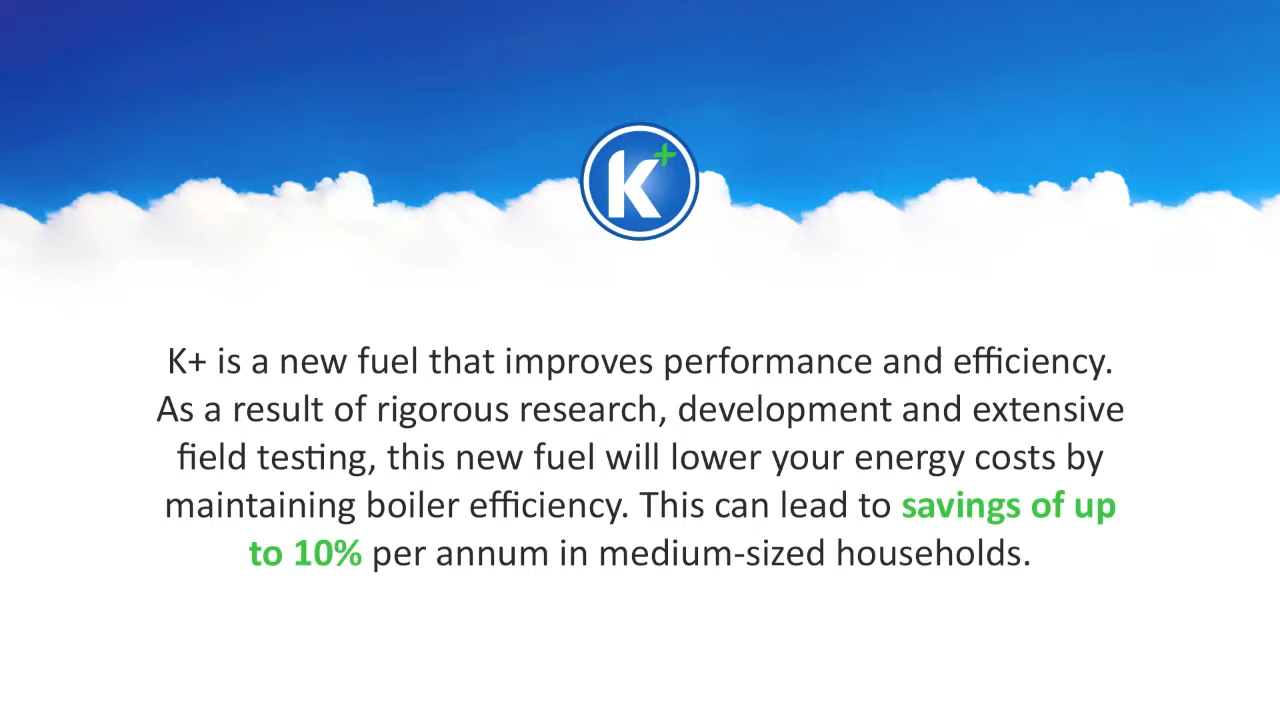 K+
K+ is a new fuel that improves performance and efficiency.
As a result of rigorous research, development and extensive
field testing, this new fuel will lower your energy costs by
maintaining boiler efficiency. This can lead to savings of up
to 10% per annum in medium-sized households.